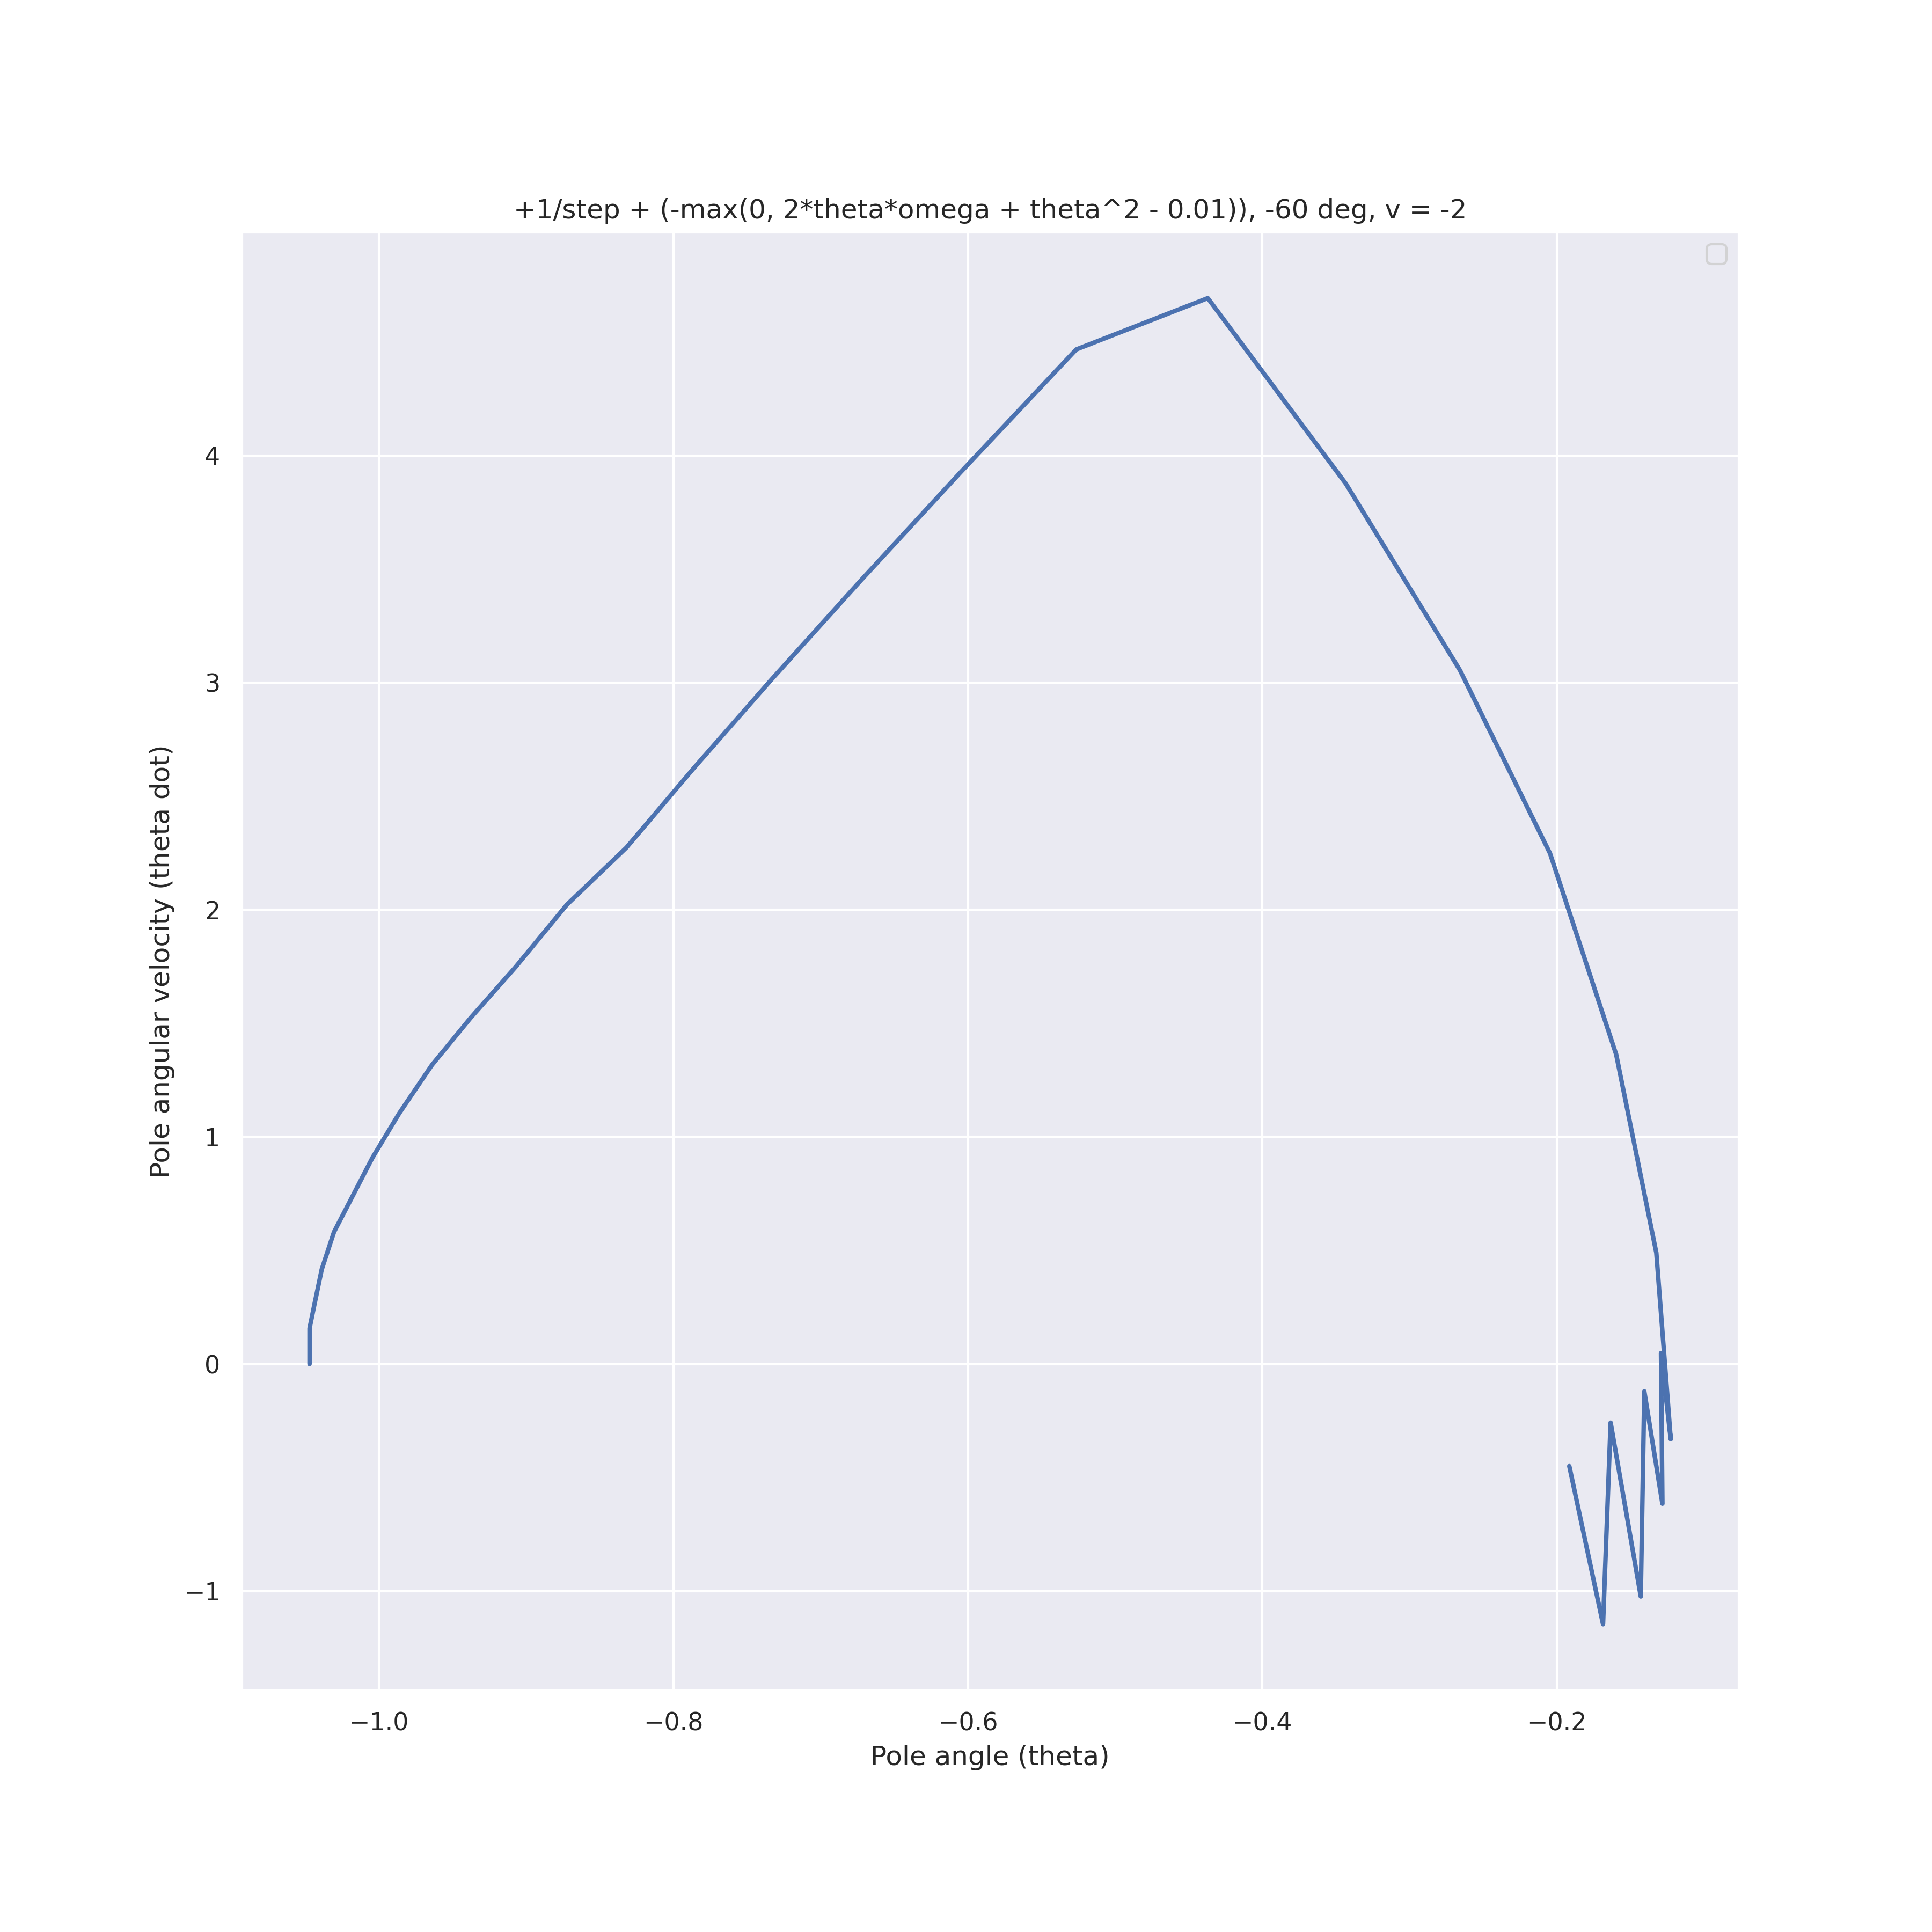 +1/step + (-max(0, 2*theta*omega + theta^2 - 0.01)), -60 deg, v = -2
4
3
2
1
0
−1
Pole angular velocity (theta dot)
−1.0 −0.8 −0.6 −0.4 −0.2
Pole angle (theta)